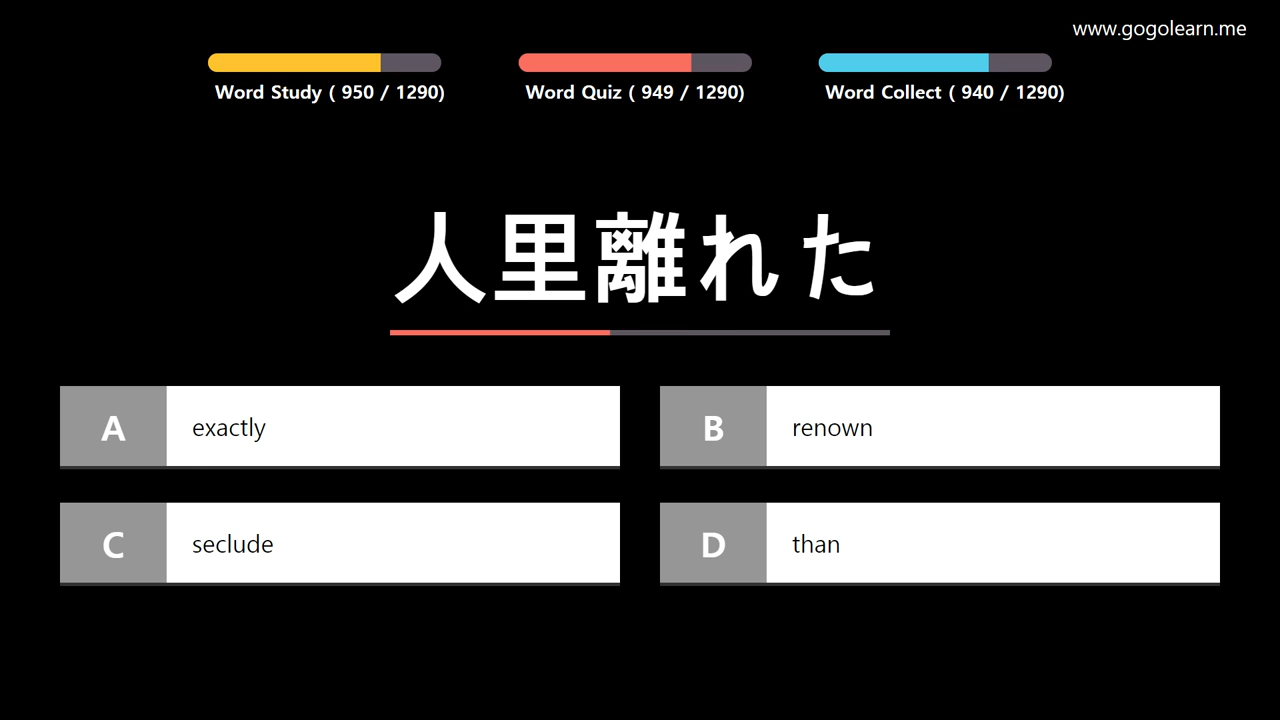 www.gogolearn.me
Word Study ( 950 / 1290)
Word Quiz ( 949 / 1290)
Word Collect ( 940 / 1290)
人里離れた
A exactly
B renown
C seclude
D than